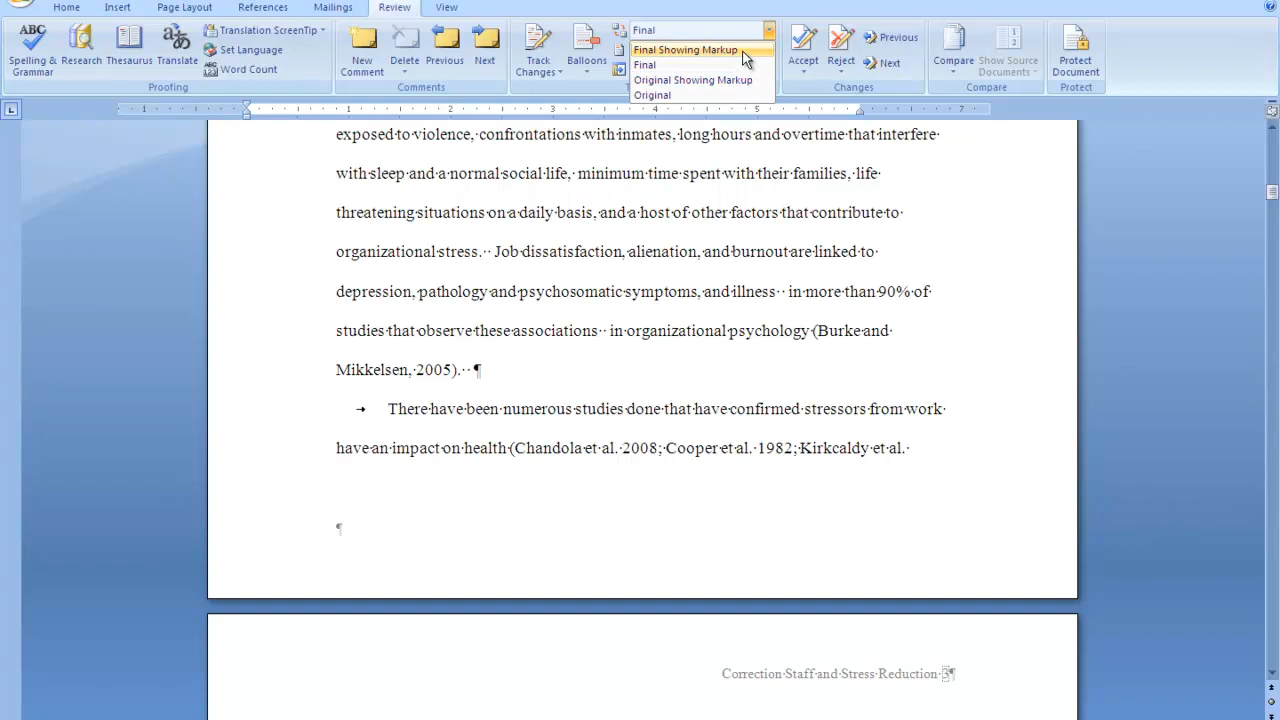 Home Insert Page Layout References Mailings Review View
ABC Spelling & Grammar
Research
Thesaurus
Translate
Translation ScreenTip
Set Language
Word Count
Proofing
New Comment
Delete
Previous
Next
Comments
Track Changes
Balloons
Final
Final Showing Markup
Final
Original Showing Markup
Original
Accept
Reject
Previous
Next
Changes
Compare
Show Source Documents
Compare
Protect Document
Protect
1 1 2 3 4 5 7
exposed·to·violence,·confrontations·with·inmates,·long·hours·and·overtime·that·interfere·
with·sleep·and·a·normal·social·life,··minimum·time·spent·with·their·families,·life·
threatening·situations·on·a·daily·basis,·and·a·host·of·other·factors·that·contribute·to·
organizational·stress.··Job·dissatisfaction,·alienation,·and·burnout·are·linked·to·
depression,·pathology·and·psychosomatic·symptoms,·and·illness··in·more·than·90%·of·
studies·that·observe·these·associations··in·organizational·psychology·(Burke·and·
Mikkelsen,·2005).··¶
→ There·have·been·numerous·studies·done·that·have·confirmed·stressors·from·work·
have·an·impact·on·health·(Chandola·et·al.·2008;·Cooper·et·al.·1982;·Kirkcaldy·et·al.·
¶
Correction·Staff·and·Stress·Reduction·3¶